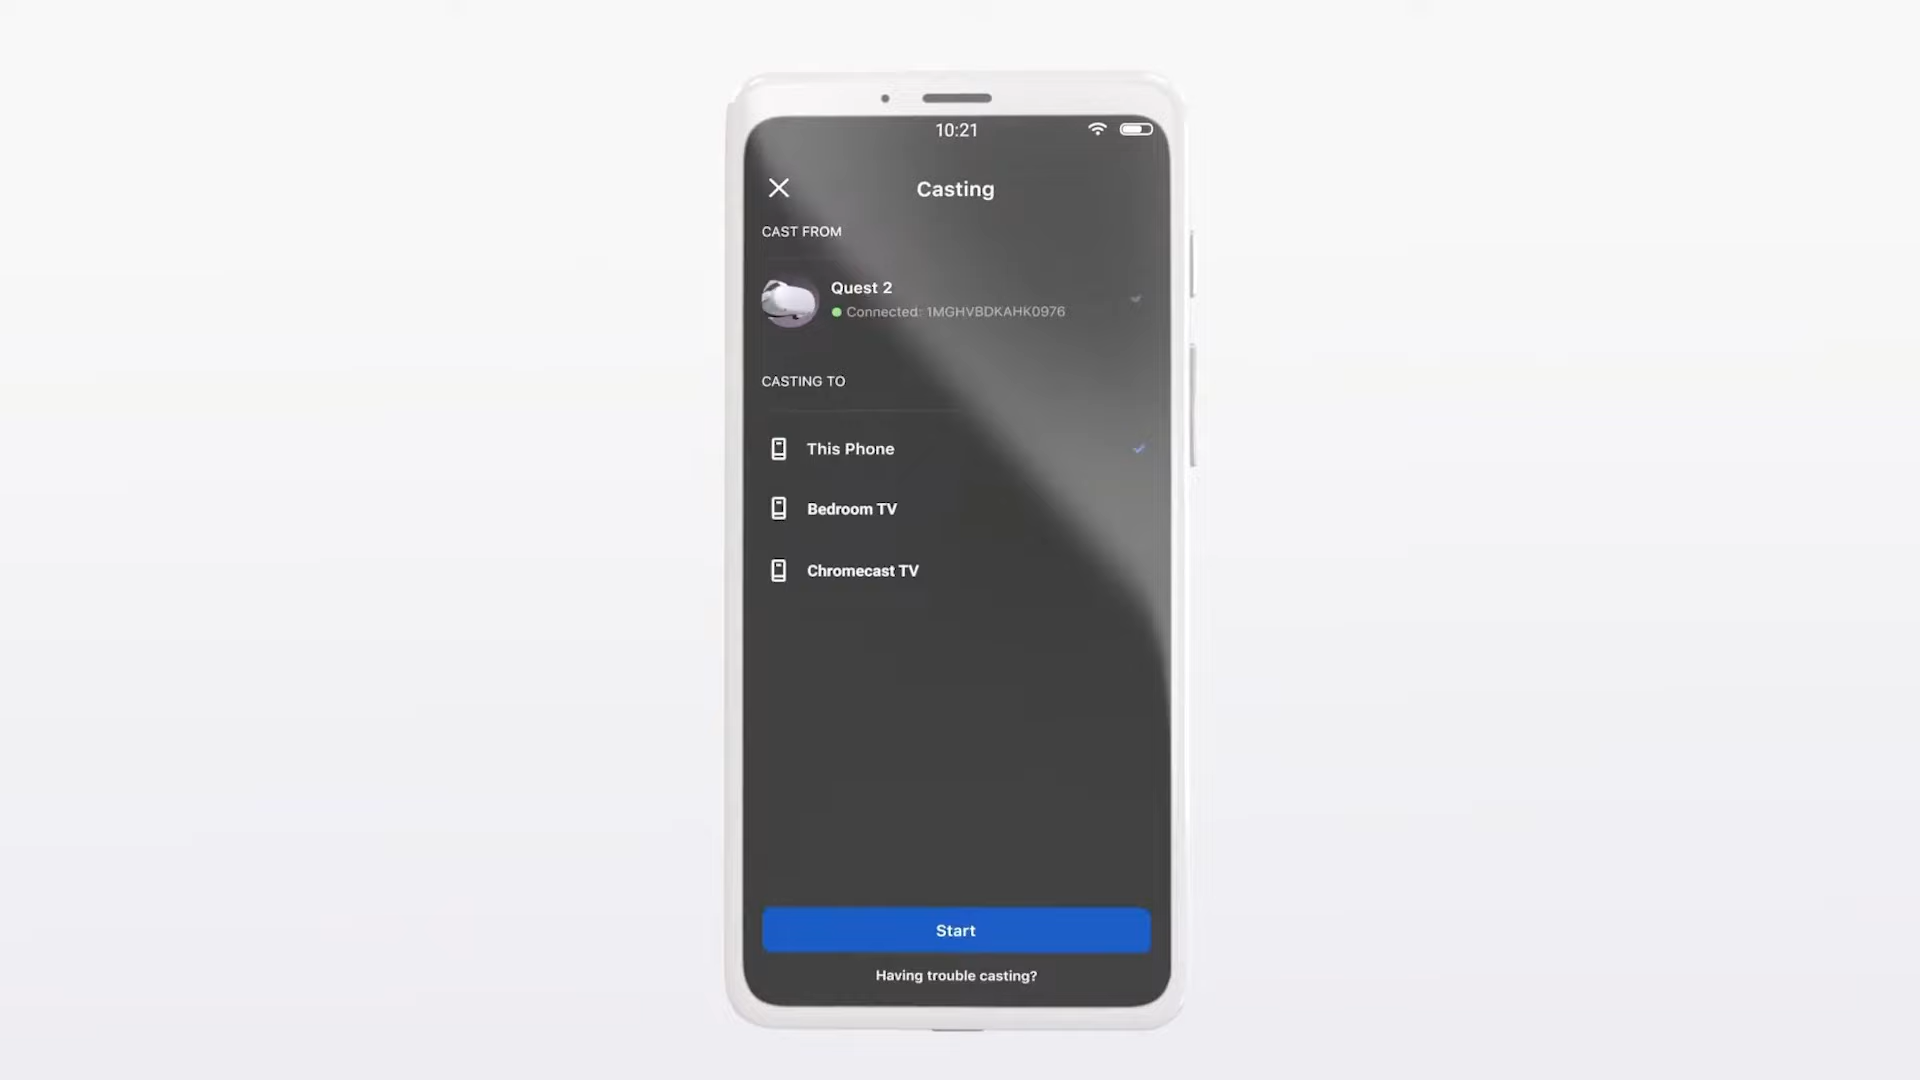 10:21
Casting
CAST FROM
Quest 2
Connected: 1MGHVBDKAHK0976
CASTING TO
This Phone
Bedroom TV
Chromecast TV
Start
Having trouble casting?